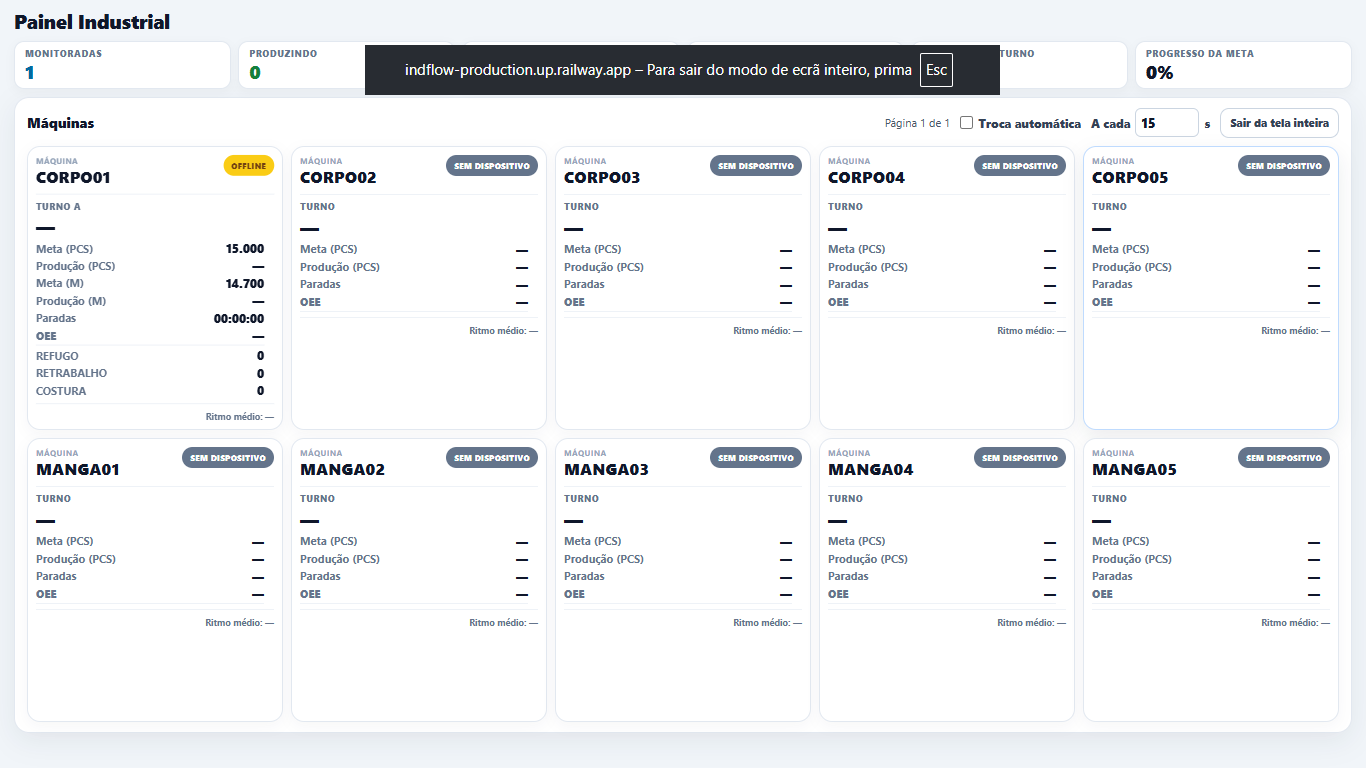 Painel Industrial
MONITORADAS
1
PRODUZINDO
0
TURNO
PROGRESSO DA META
0%
indflow-production.up.railway.app – Para sair do modo de ecrã inteiro, prima Esc
Máquinas
Página 1 de 1
Troca automática
A cada 15 s
Sair da tela inteira
MÁQUINA
CORPO01
OFFLINE
TURNO A
—
Meta (PCS) 15.000
Produção (PCS) —
Meta (M) 14.700
Produção (M) —
Paradas 00:00:00
OEE —
REFUGO 0
RETRABALHO 0
COSTURA 0
Ritmo médio: —
MÁQUINA
CORPO02
SEM DISPOSITIVO
TURNO
—
Meta (PCS) —
Produção (PCS) —
Paradas —
OEE —
Ritmo médio: —
MÁQUINA
CORPO03
SEM DISPOSITIVO
TURNO
—
Meta (PCS) —
Produção (PCS) —
Paradas —
OEE —
Ritmo médio: —
MÁQUINA
CORPO04
SEM DISPOSITIVO
TURNO
—
Meta (PCS) —
Produção (PCS) —
Paradas —
OEE —
Ritmo médio: —
MÁQUINA
CORPO05
SEM DISPOSITIVO
TURNO
—
Meta (PCS) —
Produção (PCS) —
Paradas —
OEE —
Ritmo médio: —
MÁQUINA
MANGA01
SEM DISPOSITIVO
TURNO
—
Meta (PCS) —
Produção (PCS) —
Paradas —
OEE —
Ritmo médio: —
MÁQUINA
MANGA02
SEM DISPOSITIVO
TURNO
—
Meta (PCS) —
Produção (PCS) —
Paradas —
OEE —
Ritmo médio: —
MÁQUINA
MANGA03
SEM DISPOSITIVO
TURNO
—
Meta (PCS) —
Produção (PCS) —
Paradas —
OEE —
Ritmo médio: —
MÁQUINA
MANGA04
SEM DISPOSITIVO
TURNO
—
Meta (PCS) —
Produção (PCS) —
Paradas —
OEE —
Ritmo médio: —
MÁQUINA
MANGA05
SEM DISPOSITIVO
TURNO
—
Meta (PCS) —
Produção (PCS) —
Paradas —
OEE —
Ritmo médio: —